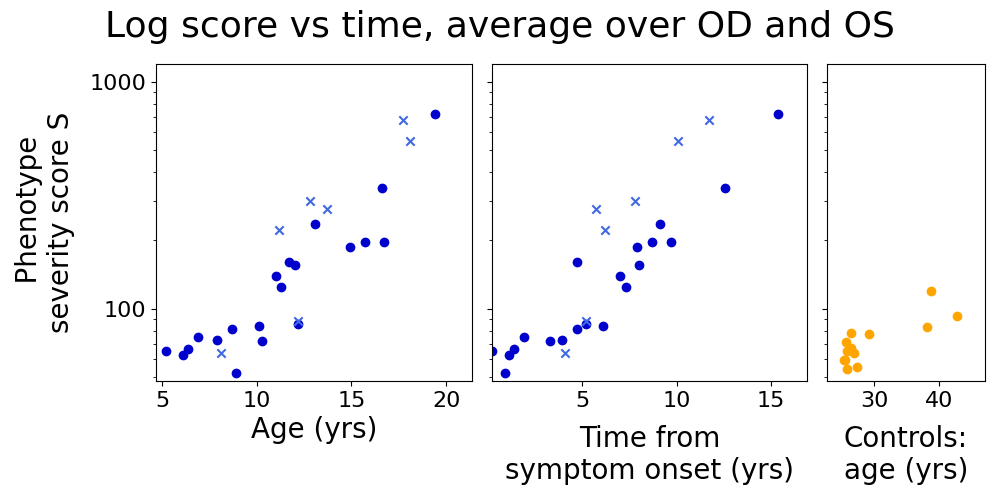 Log score vs time, average over OD and OS
Phenotype
severity score S
1000
100
5 10 15 20
Age (yrs)
5 10 15
Time from
symptom onset (yrs)
30 40
Controls:
age (yrs)